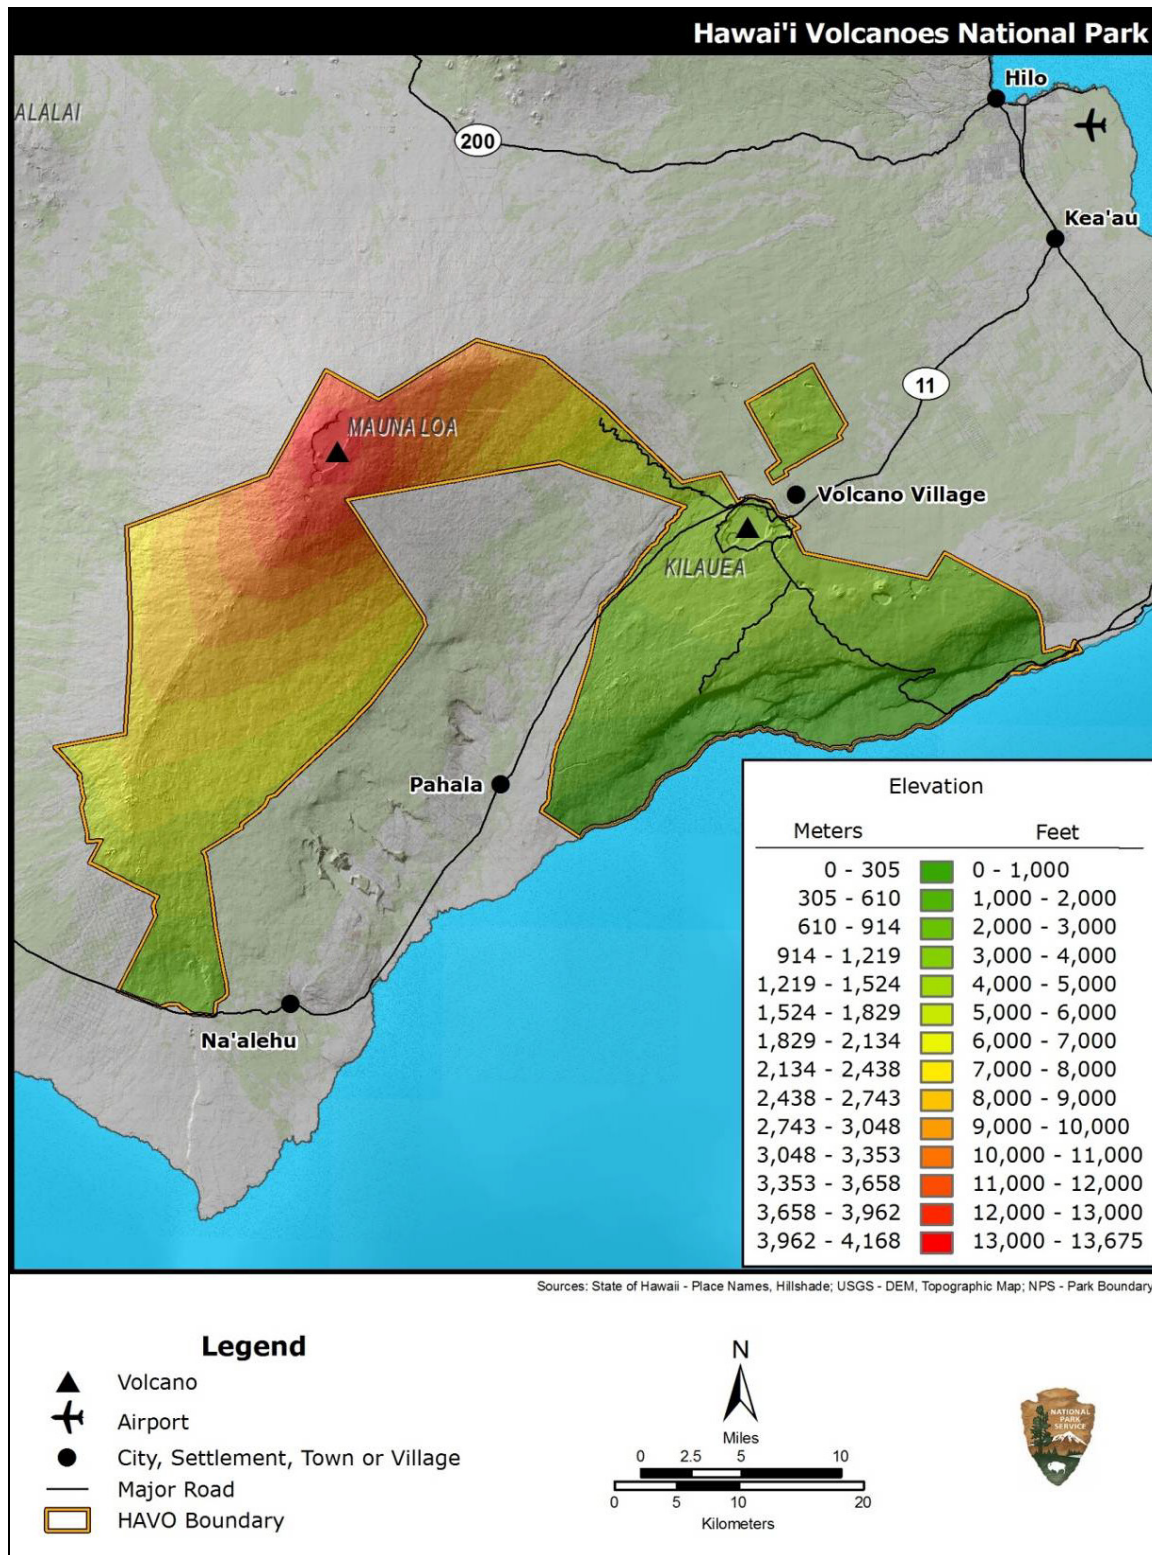 Hawai'i Volcanoes National Park
Hilo
ALALAI
200
Kea'au
11
MAUNA LOA
Volcano Village
KILAUEA
Pahala
Na'alehu
Elevation
Meters Feet
0 - 305 0 - 1,000
305 - 610 1,000 - 2,000
610 - 914 2,000 - 3,000
914 - 1,219 3,000 - 4,000
1,219 - 1,524 4,000 - 5,000
1,524 - 1,829 5,000 - 6,000
1,829 - 2,134 6,000 - 7,000
2,134 - 2,438 7,000 - 8,000
2,438 - 2,743 8,000 - 9,000
2,743 - 3,048 9,000 - 10,000
3,048 - 3,353 10,000 - 11,000
3,353 - 3,658 11,000 - 12,000
3,658 - 3,962 12,000 - 13,000
3,962 - 4,168 13,000 - 13,675
Sources: State of Hawaii - Place Names, Hillshade; USGS - DEM, Topographic Map; NPS - Park Boundary
Legend
Volcano
Airport
City, Settlement, Town or Village
Major Road
HAVO Boundary
N
Miles
0 2.5 5 10
0 5 10 20
Kilometers
NATIONAL
PARK
SERVICE